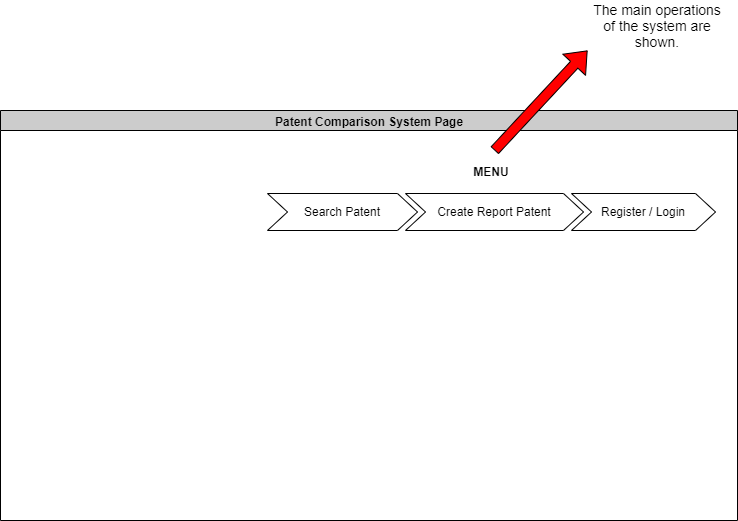 The main operations
of the system are
shown.
Patent Comparison System Page
MENU
Search Patent
Create Report Patent
Register / Login